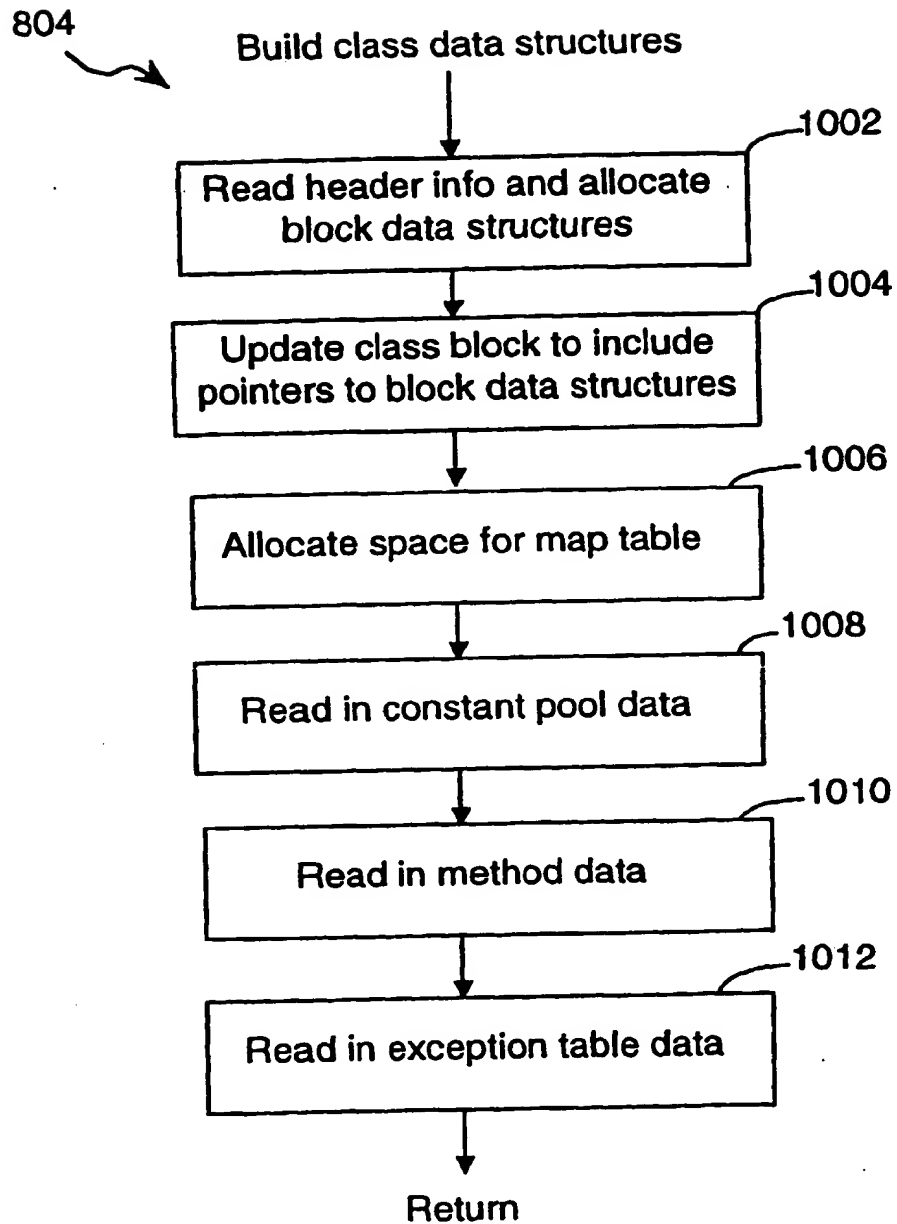 804
Build class data structures
1002
Read header info and allocate
block data structures
1004
Update class block to include
pointers to block data structures
1006
Allocate space for map table
1008
Read in constant pool data
1010
Read in method data
1012
Read in exception table data
Return